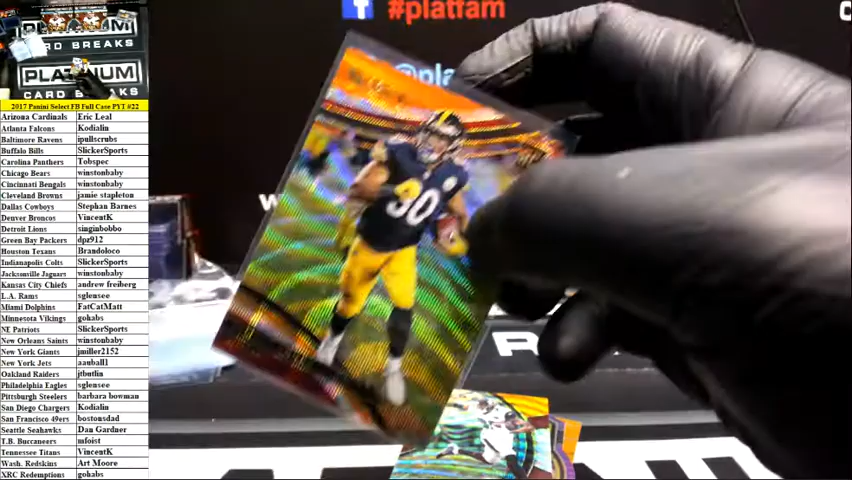 #platfam
@pla
PLATINUM
CARD BREAKS
PLATINUM
CARD BREAKS
2017 Panini Select FB Full Case PYT #22
Arizona Cardinals Eric Leal
Atlanta Falcons Kodialin
Baltimore Ravens ipullscrubs
Buffalo Bills SlickerSports
Carolina Panthers Tobspec
Chicago Bears winstonbaby
Cincinnati Bengals winstonbaby
Cleveland Browns jamie stapleton
Dallas Cowboys Stephan Barnes
Denver Broncos VincentK
Detroit Lions singinbobbo
Green Bay Packers dpz912
Houston Texans Brandoloco
Indianapolis Colts SlickerSports
Jacksonville Jaguars winstonbaby
Kansas City Chiefs andrew freiberg
L.A. Rams sglensee
Miami Dolphins FatCatMatt
Minnesota Vikings gohabs
NE Patriots SlickerSports
New Orleans Saints winstonbaby
New York Giants jmiller2152
New York Jets aauball1
Oakland Raiders jtbutlin
Philadelphia Eagles sglensee
Pittsburgh Steelers barbara bowman
San Diego Chargers Kodialin
San Francisco 49ers bostonsdad
Seattle Seahawks Dan Gardner
T.B. Buccaneers mfoist
Tennessee Titans VincentK
Wash. Redskins Art Moore
XRC Redemptions gohabs
30